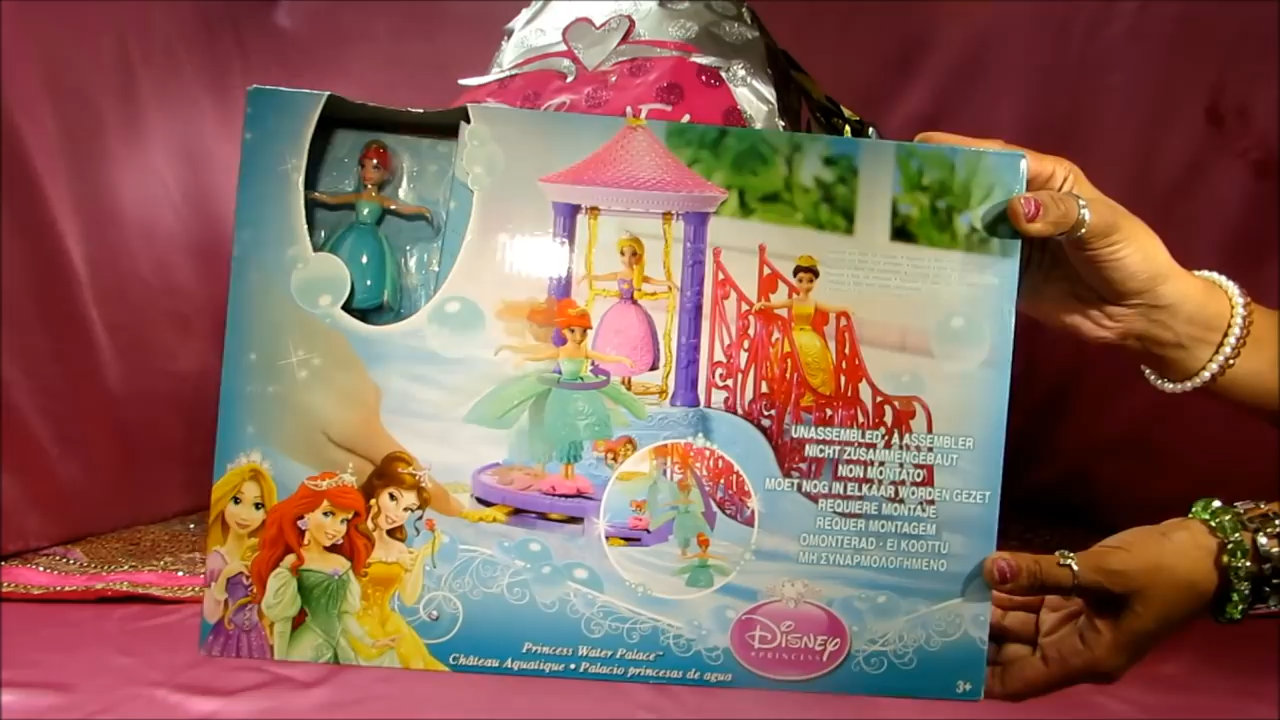 UNASSEMBLED · À ASSEMBLER
NICHT ZUSAMMENGEBAUT
NON MONTATO
MOET NOG IN ELKAAR WORDEN GEZET
REQUIERE MONTAJE
REQUER MONTAGEM
OMONTERAD · EI KOOTTU
ΜΗ ΣΥΝΑΡΜΟΛΟΓΗΜΕΝΟ
DISNEY
PRINCESS
Princess Water Palace™
Château Aquatique • Palacio princesas de agua
3+